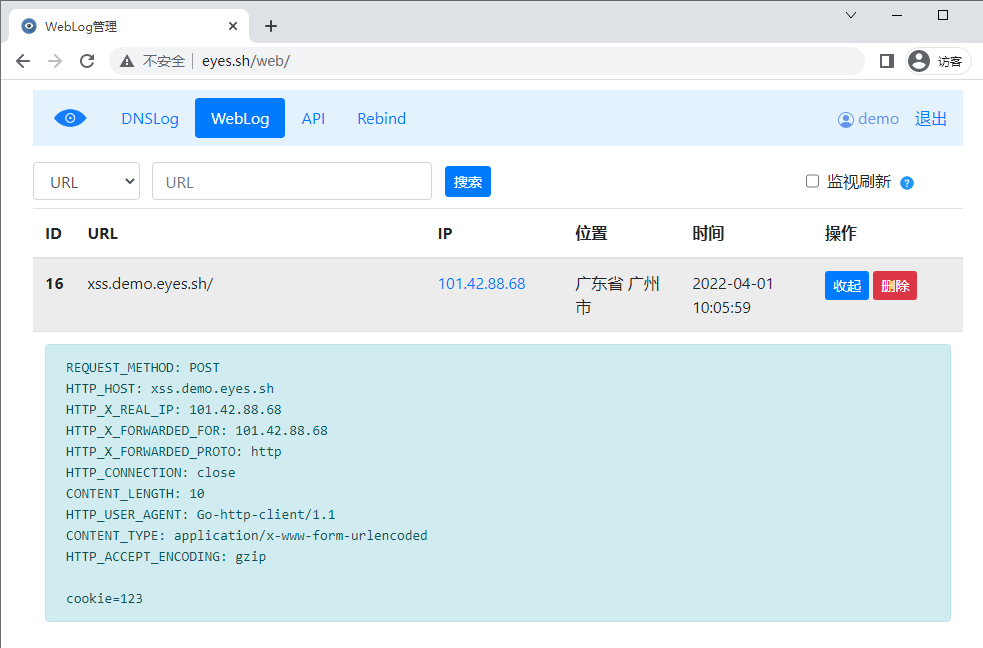 WebLog管理
不安全 eyes.sh/web/ 访客
DNSLog WebLog API Rebind demo 退出
URL URL 搜索 监视刷新 ?
ID URL IP 位置 时间 操作
16 xss.demo.eyes.sh/ 101.42.88.68 广东省 广州 2022-04-01 收起 删除
市 10:05:59
REQUEST_METHOD: POST
HTTP_HOST: xss.demo.eyes.sh
HTTP_X_REAL_IP: 101.42.88.68
HTTP_X_FORWARDED_FOR: 101.42.88.68
HTTP_X_FORWARDED_PROTO: http
HTTP_CONNECTION: close
CONTENT_LENGTH: 10
HTTP_USER_AGENT: Go-http-client/1.1
CONTENT_TYPE: application/x-www-form-urlencoded
HTTP_ACCEPT_ENCODING: gzip
cookie=123